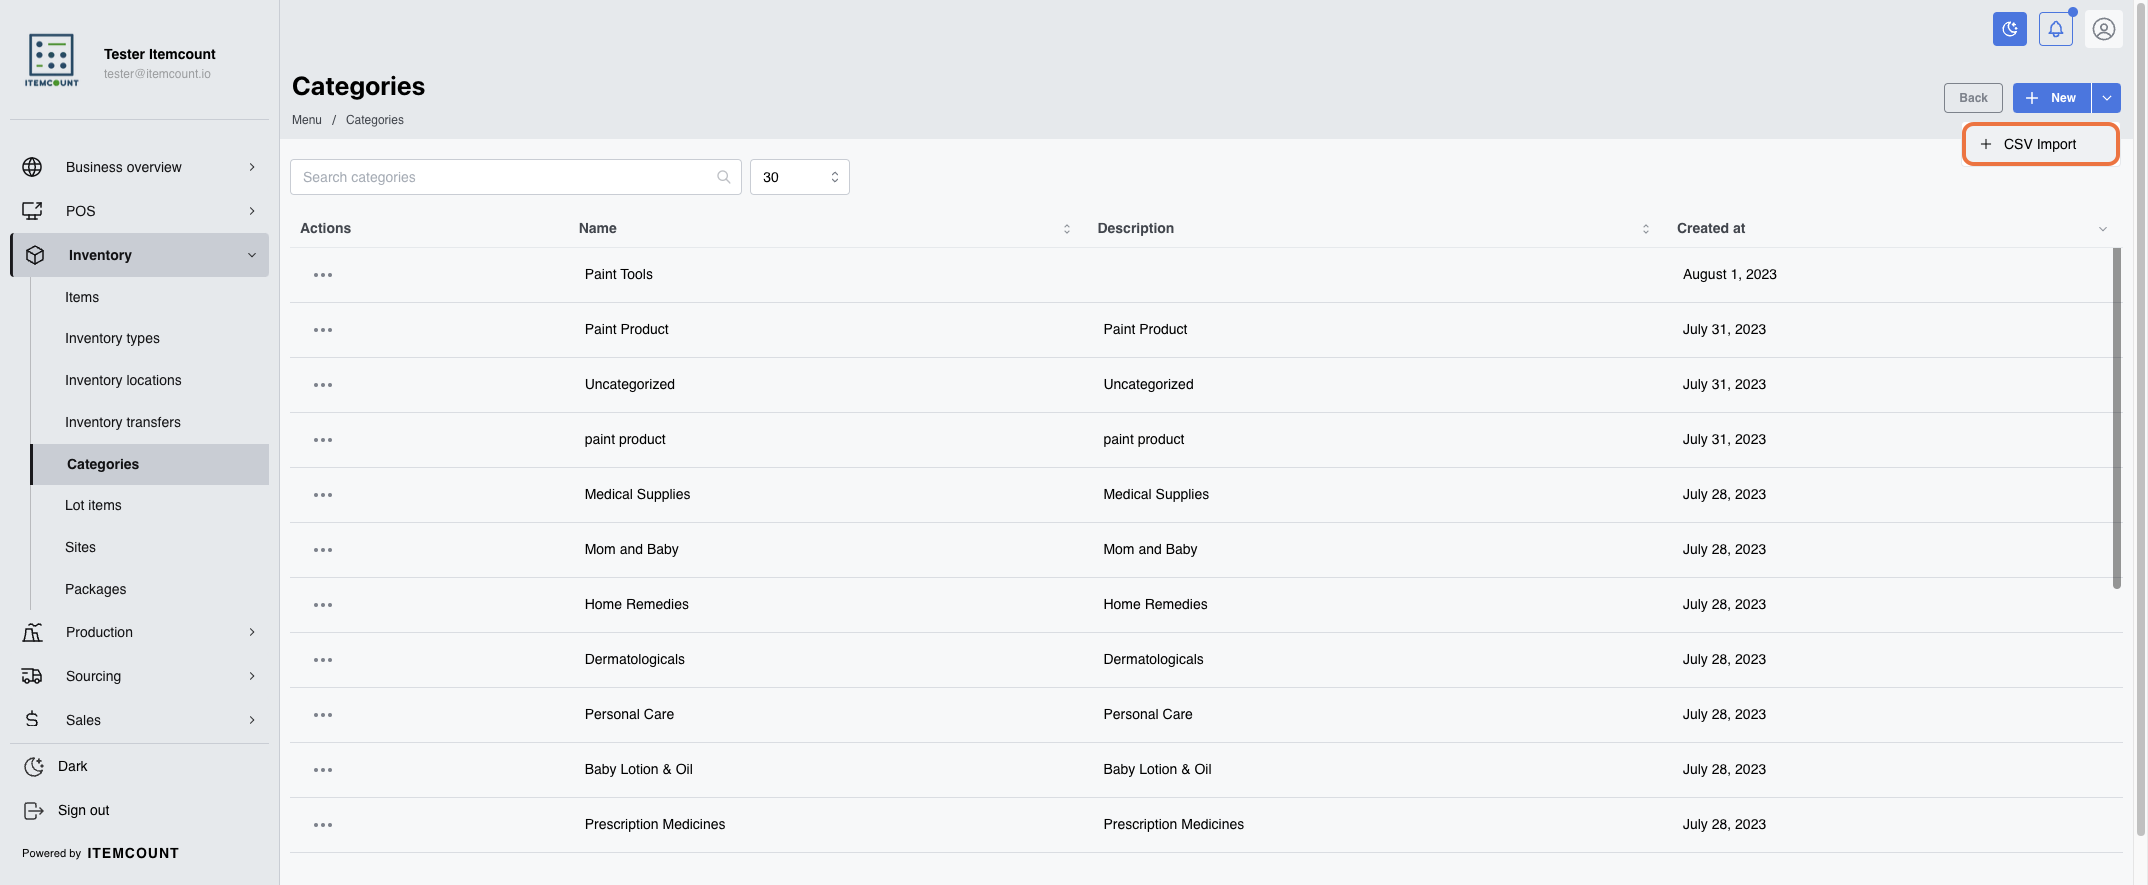 ITEMCOUNT
Tester Itemcount
tester@itemcount.io
Categories
Menu / Categories
Back
New
CSV Import
Business overview
POS
Inventory
Items
Inventory types
Inventory locations
Inventory transfers
Categories
Lot items
Sites
Packages
Production
Sourcing
Sales
Dark
Sign out
Powered by ITEMCOUNT
Search categories
30
Actions Name Description Created at
Paint Tools August 1, 2023
Paint Product Paint Product July 31, 2023
Uncategorized Uncategorized July 31, 2023
paint product paint product July 31, 2023
Medical Supplies Medical Supplies July 28, 2023
Mom and Baby Mom and Baby July 28, 2023
Home Remedies Home Remedies July 28, 2023
Dermatologicals Dermatologicals July 28, 2023
Personal Care Personal Care July 28, 2023
Baby Lotion & Oil Baby Lotion & Oil July 28, 2023
Prescription Medicines Prescription Medicines July 28, 2023